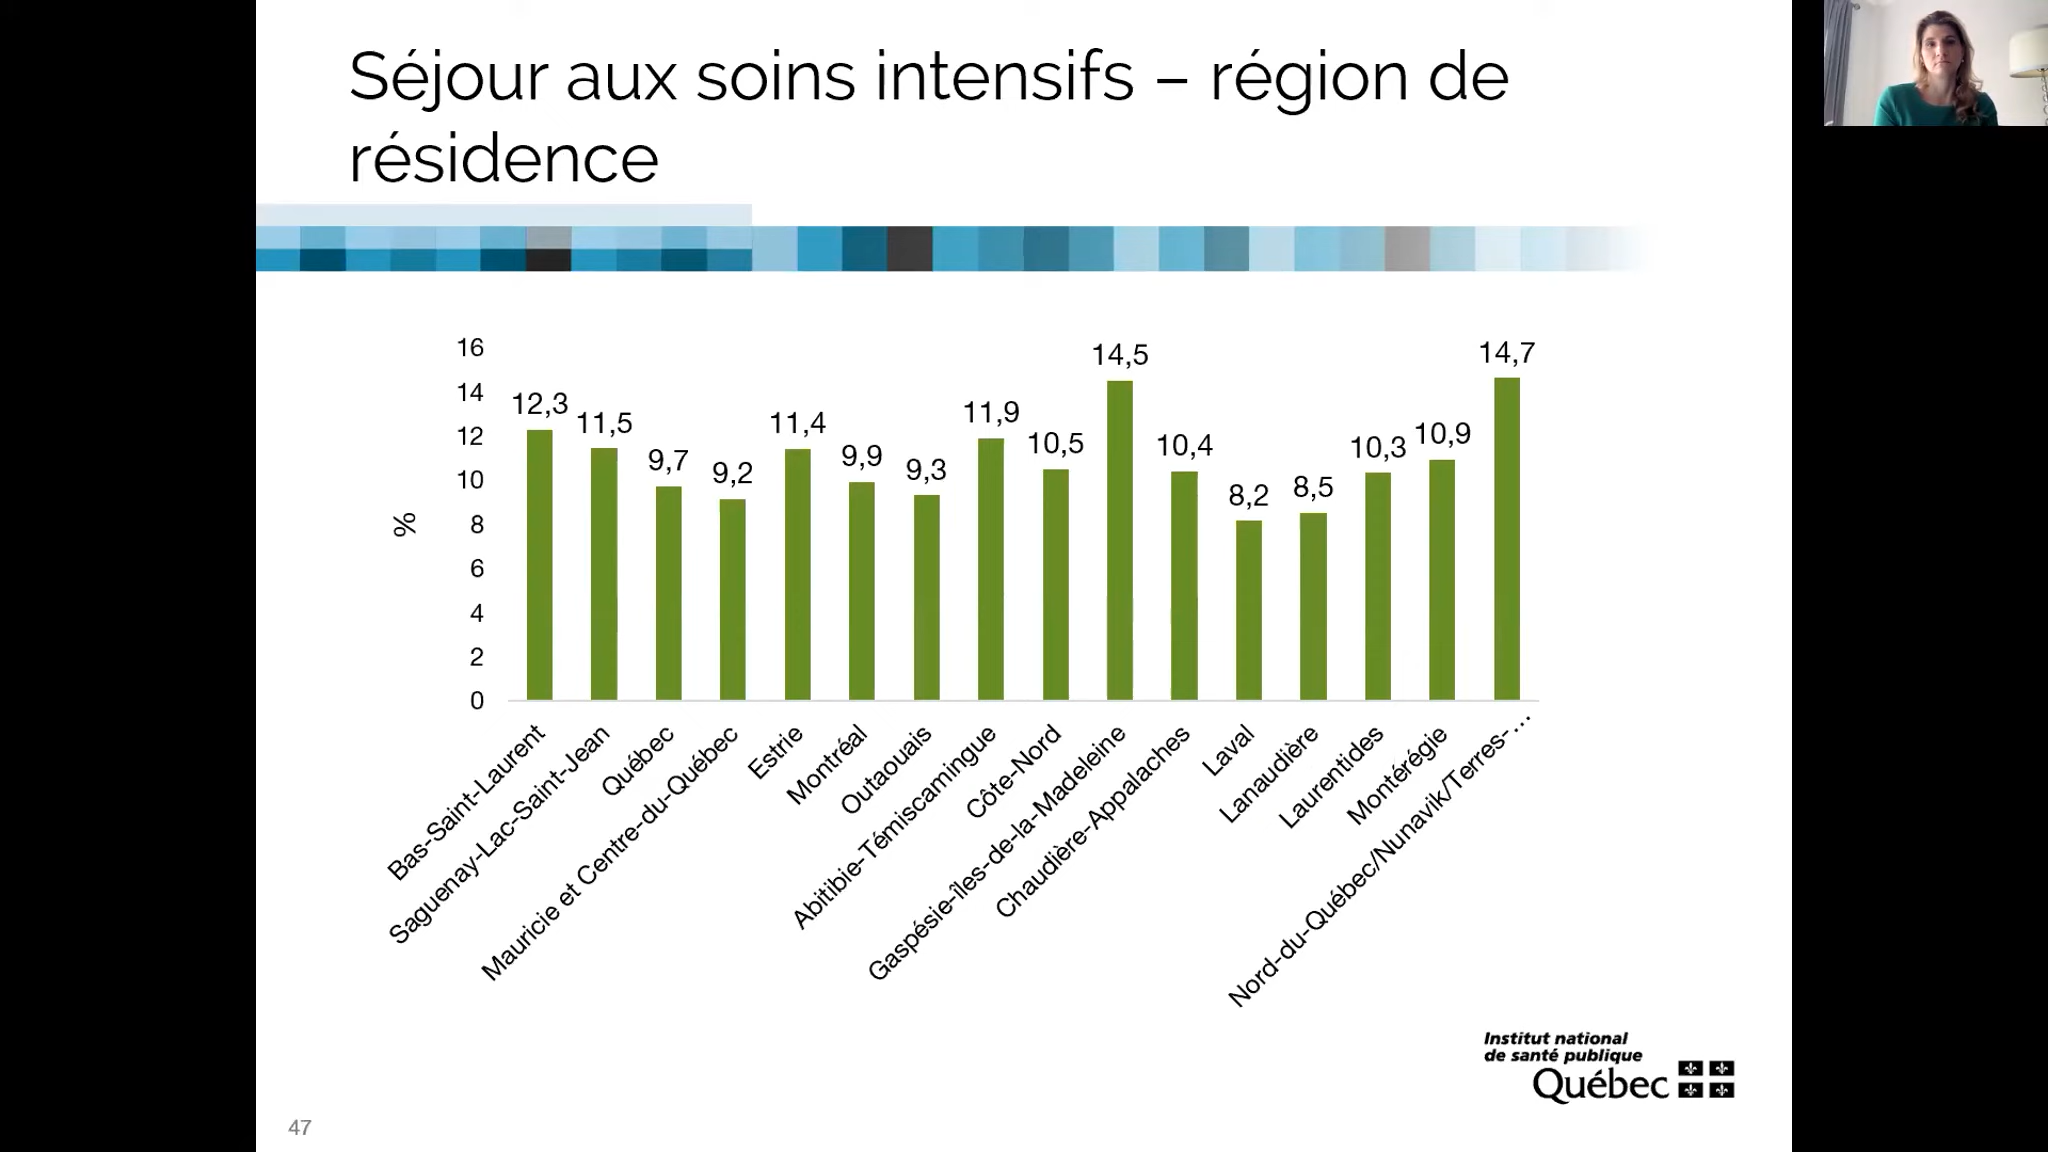 Séjour aux soins intensifs – région de
résidence
16
14
12
10
8
6
4
2
0
%
12,3
11,5
9,7
9,2
11,4
9,9
9,3
11,9
10,5
14,5
10,4
8,2
8,5
10,3
10,9
14,7
Bas-Saint-Laurent
Saguenay-Lac-Saint-Jean
Québec
Mauricie et Centre-du-Québec
Estrie
Montréal
Outaouais
Abitibie-Témiscamingue
Côte-Nord
Gaspésie-îles-de-la-Madeleine
Chaudière-Appalaches
Laval
Lanaudière
Laurentides
Montérégie
Nord-du-Québec/Nunavik/Terres-…
Institut national
de santé publique
Québec
47